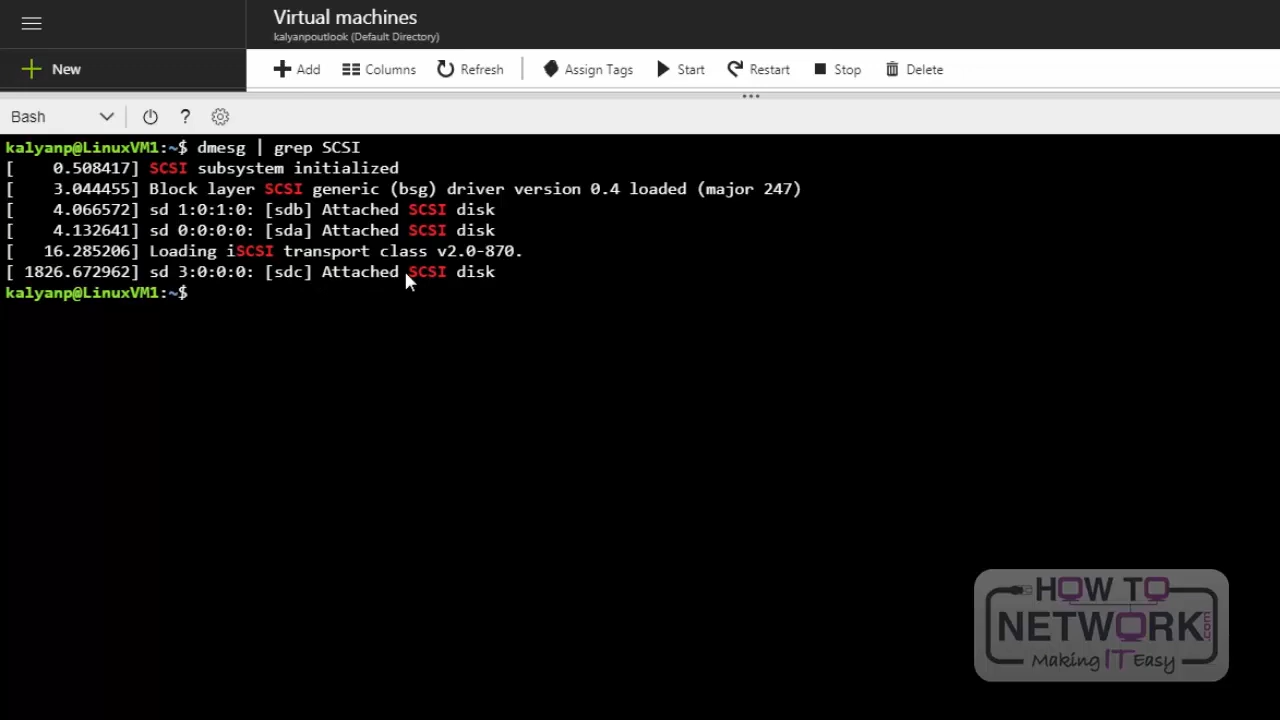 Virtual machines
kalyanpoutlook (Default Directory)
New
Add Columns Refresh Assign Tags Start Restart Stop Delete
Bash ?
kalyanp@LinuxVM1:~$ dmesg | grep SCSI
[    0.508417] SCSI subsystem initialized
[    3.044455] Block layer SCSI generic (bsg) driver version 0.4 loaded (major 247)
[    4.066572] sd 1:0:1:0: [sdb] Attached SCSI disk
[    4.132641] sd 0:0:0:0: [sda] Attached SCSI disk
[   16.285206] Loading iSCSI transport class v2.0-870.
[ 1826.672962] sd 3:0:0:0: [sdc] Attached SCSI disk
kalyanp@LinuxVM1:~$
HOW TO
NETWORK.com
Making IT Easy